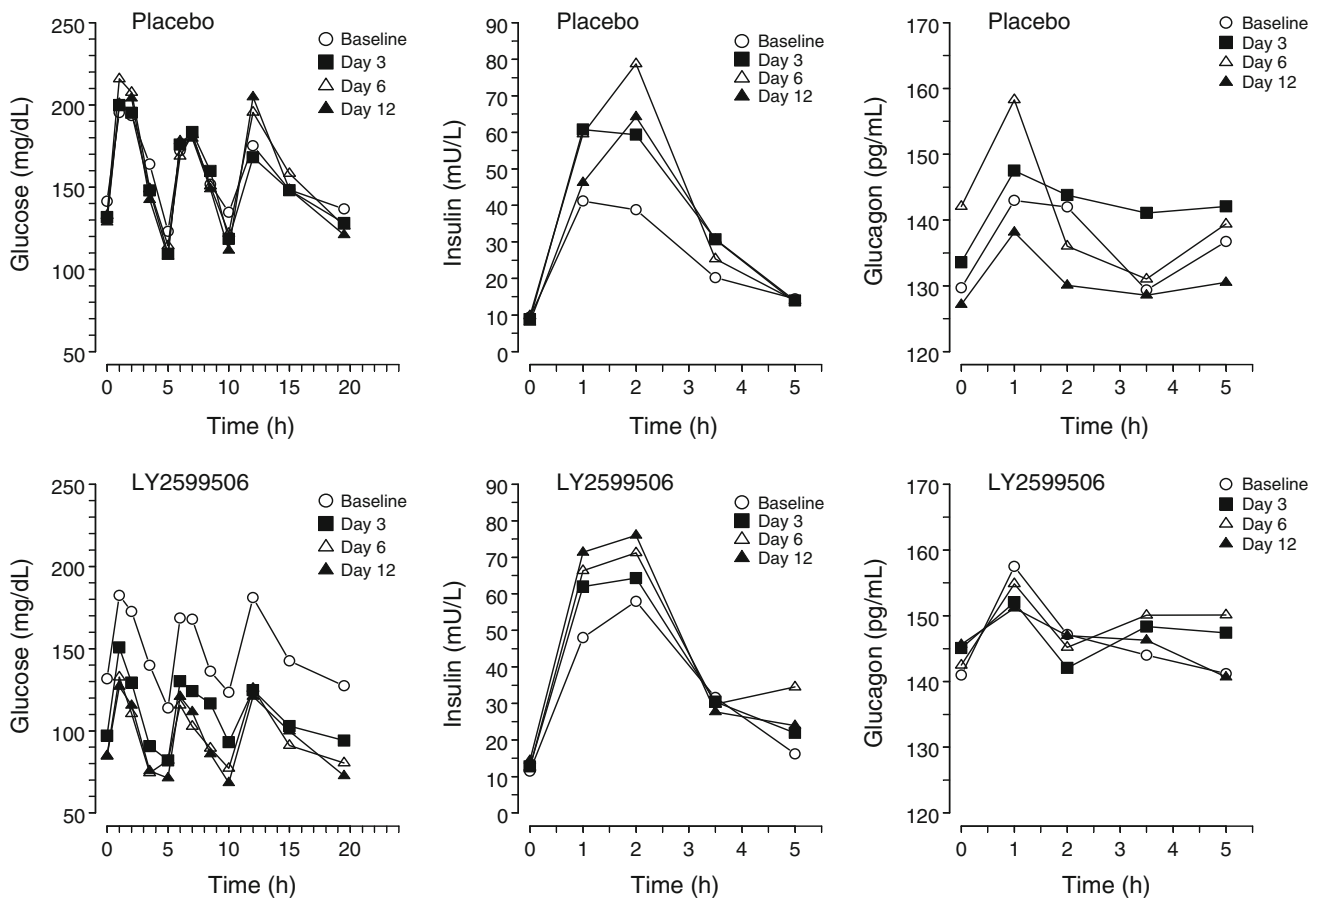 Placebo
Baseline
Day 3
Day 6
Day 12
Glucose (mg/dL)
250
200
150
100
50
0 5 10 15 20
Time (h)
Placebo
Baseline
Day 3
Day 6
Day 12
Insulin (mU/L)
90
80
70
60
50
40
30
20
10
0
0 1 2 3 4 5
Time (h)
Placebo
Baseline
Day 3
Day 6
Day 12
Glucagon (pg/mL)
170
160
150
140
130
120
0 1 2 3 4 5
Time (h)
LY2599506
Baseline
Day 3
Day 6
Day 12
Glucose (mg/dL)
250
200
150
100
50
0 5 10 15 20
Time (h)
LY2599506
Baseline
Day 3
Day 6
Day 12
Insulin (mU/L)
90
80
70
60
50
40
30
20
10
0
0 1 2 3 4 5
Time (h)
LY2599506
Baseline
Day 3
Day 6
Day 12
Glucagon (pg/mL)
170
160
150
140
130
120
0 1 2 3 4 5
Time (h)